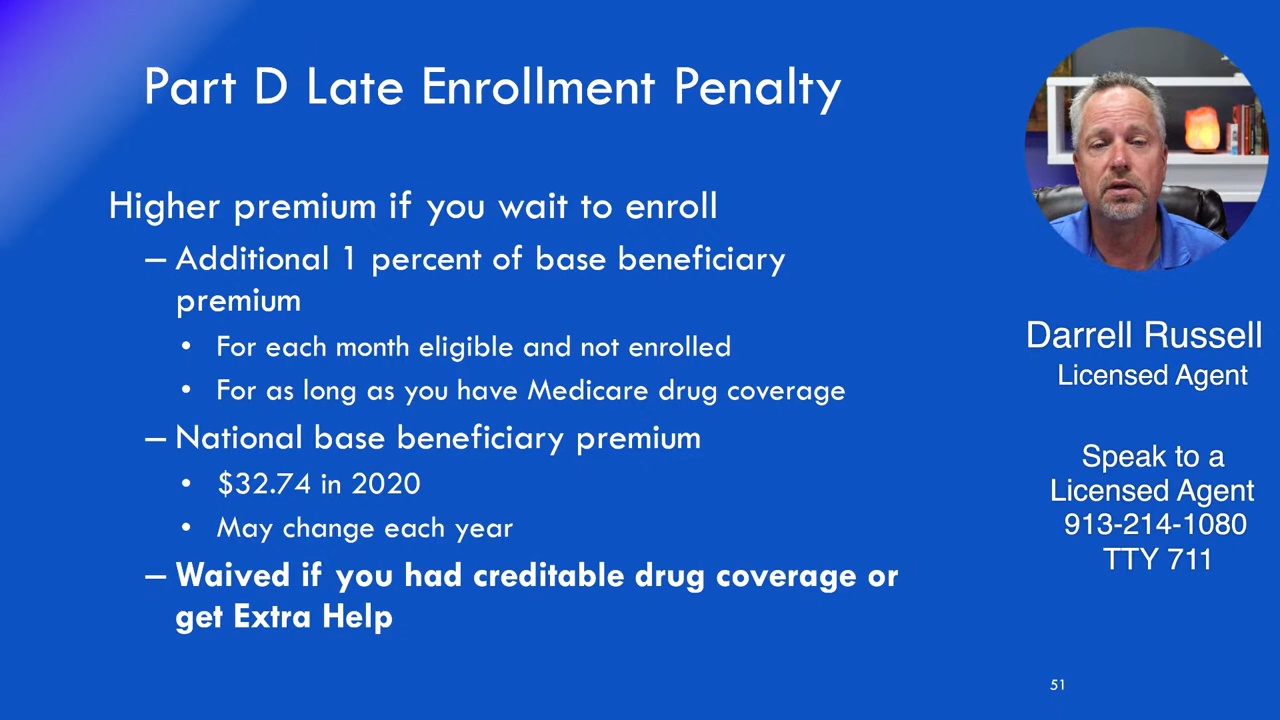 Part D Late Enrollment Penalty
Higher premium if you wait to enroll
– Additional 1 percent of base beneficiary
premium
• For each month eligible and not enrolled
• For as long as you have Medicare drug coverage
– National base beneficiary premium
• $32.74 in 2020
• May change each year
– Waived if you had creditable drug coverage or
get Extra Help
Darrell Russell
Licensed Agent
Speak to a
Licensed Agent
913-214-1080
TTY 711
51